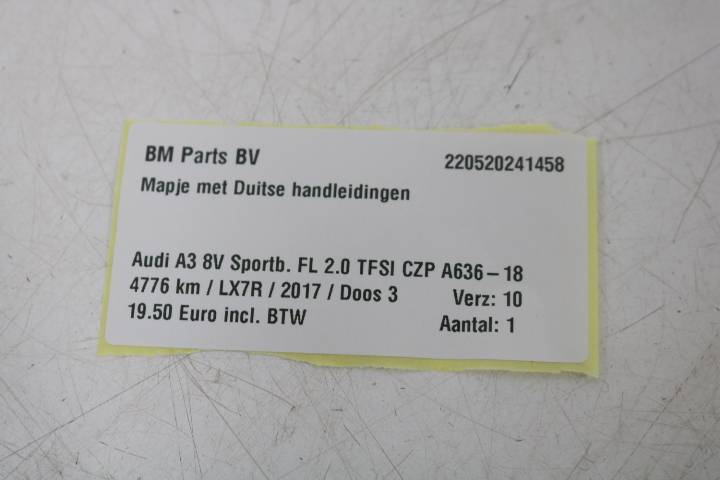 BM Parts BV 220520241458
Mapje met Duitse handleidingen
Audi A3 8V Sportb. FL 2.0 TFSI CZP A636-18
4776 km / LX7R / 2017 / Doos 3 Verz: 10
19.50 Euro incl. BTW Aantal: 1